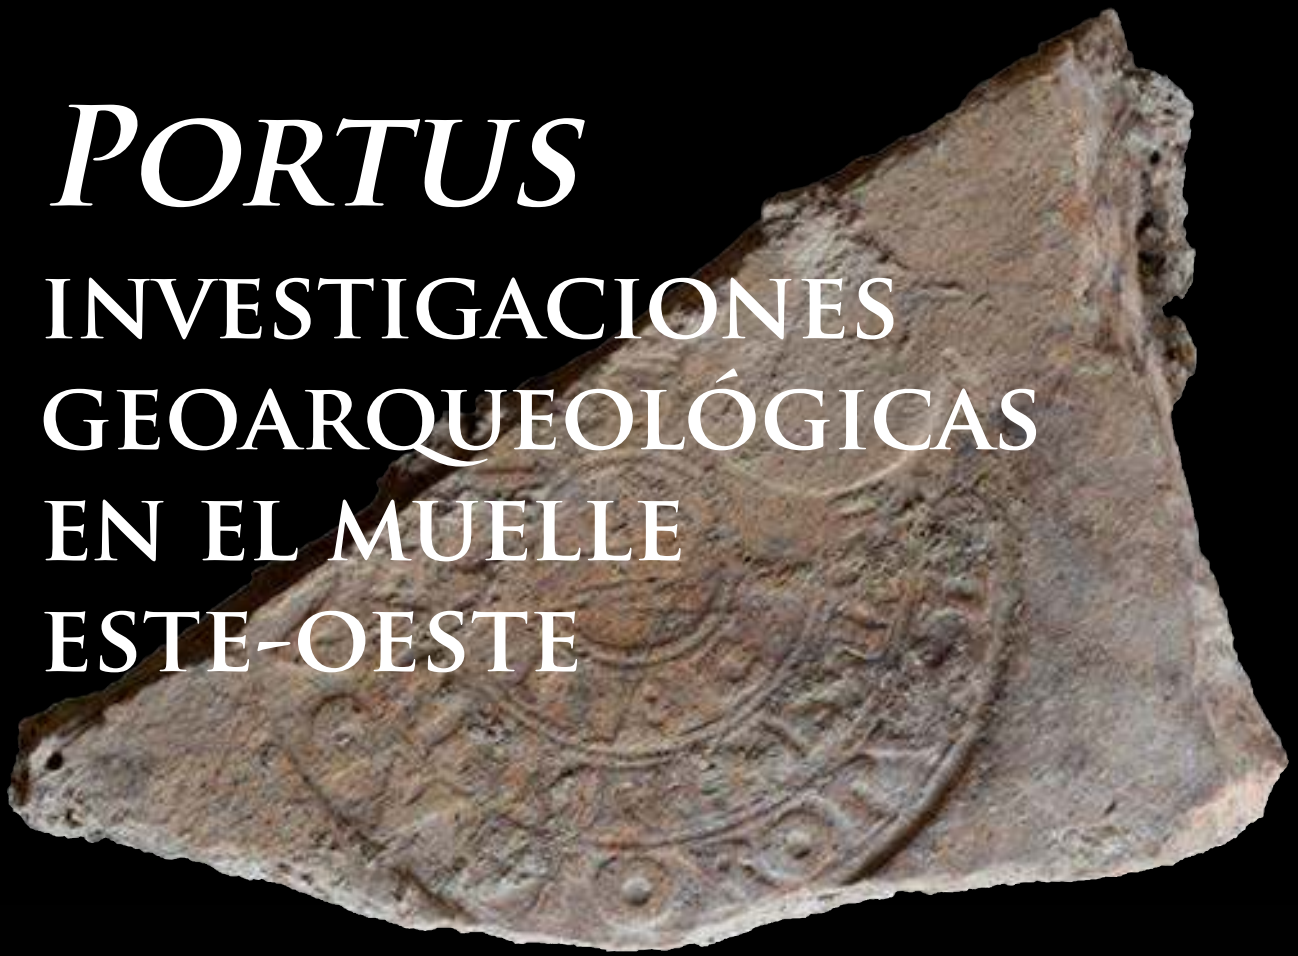 PORTUS
INVESTIGACIONES
GEOARQUEOLÓGICAS
EN EL MUELLE
ESTE-OESTE